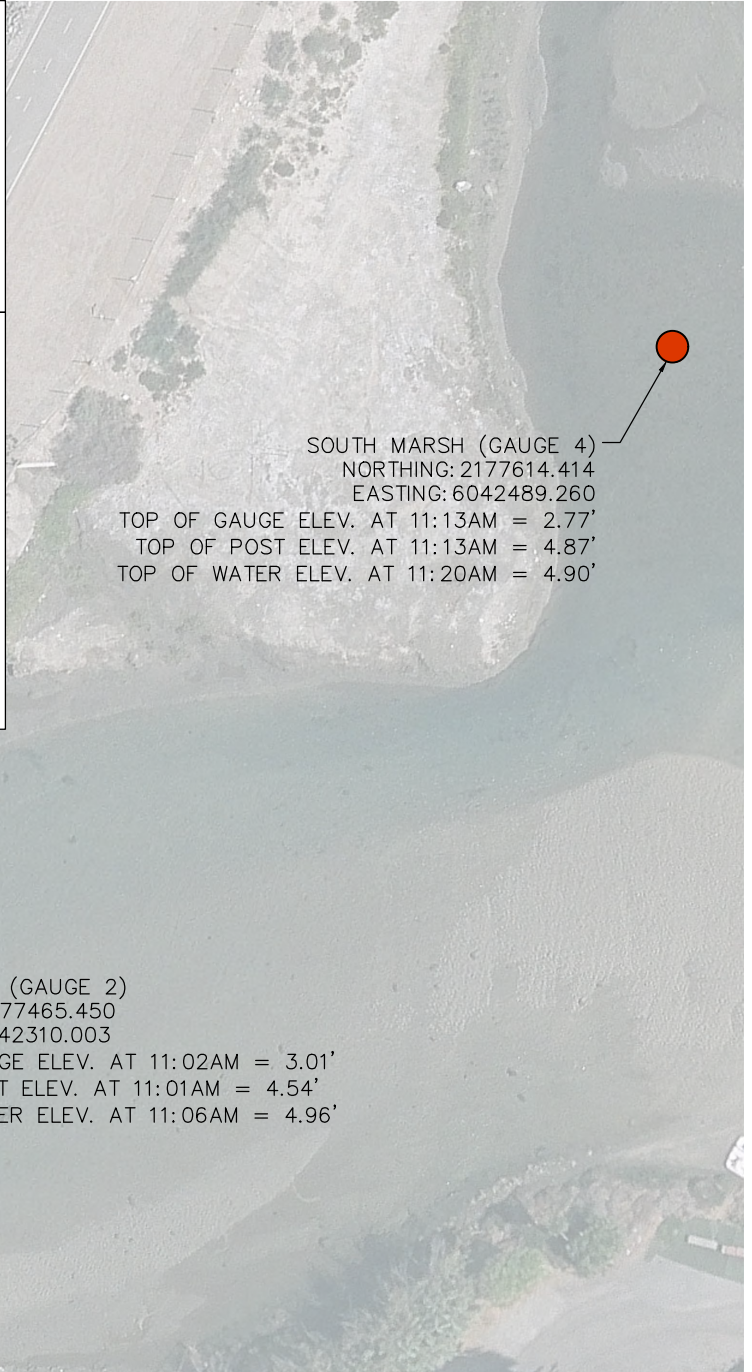 SOUTH MARSH (GAUGE 4)
NORTHING: 2177614.414
EASTING: 6042489.260
TOP OF GAUGE ELEV. AT 11:13AM = 2.77'
TOP OF POST ELEV. AT 11:13AM = 4.87'
TOP OF WATER ELEV. AT 11:20AM = 4.90'
(GAUGE 2)
77465.450
42310.003
GE ELEV. AT 11:02AM = 3.01'
T ELEV. AT 11:01AM = 4.54'
ER ELEV. AT 11:06AM = 4.96'